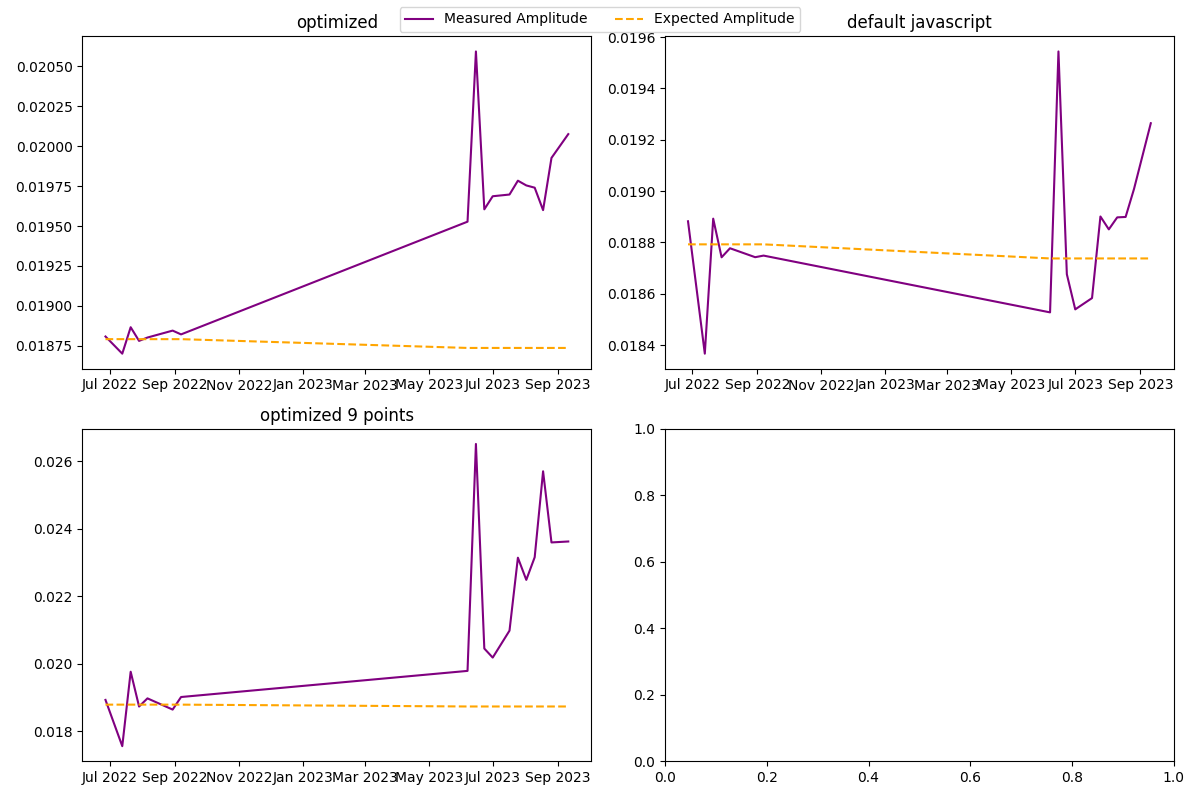 Measured Amplitude
Expected Amplitude
optimized
0.02050
0.02025
0.02000
0.01975
0.01950
0.01925
0.01900
0.01875
Jul 2022 Sep 2022 Nov 2022 Jan 2023 Mar 2023 May 2023 Jul 2023 Sep 2023
default javascript
0.0196
0.0194
0.0192
0.0190
0.0188
0.0186
0.0184
Jul 2022 Sep 2022 Nov 2022 Jan 2023 Mar 2023 May 2023 Jul 2023 Sep 2023
optimized 9 points
0.026
0.024
0.022
0.020
0.018
Jul 2022 Sep 2022 Nov 2022 Jan 2023 Mar 2023 May 2023 Jul 2023 Sep 2023
1.0
0.8
0.6
0.4
0.2
0.0
0.0 0.2 0.4 0.6 0.8 1.0